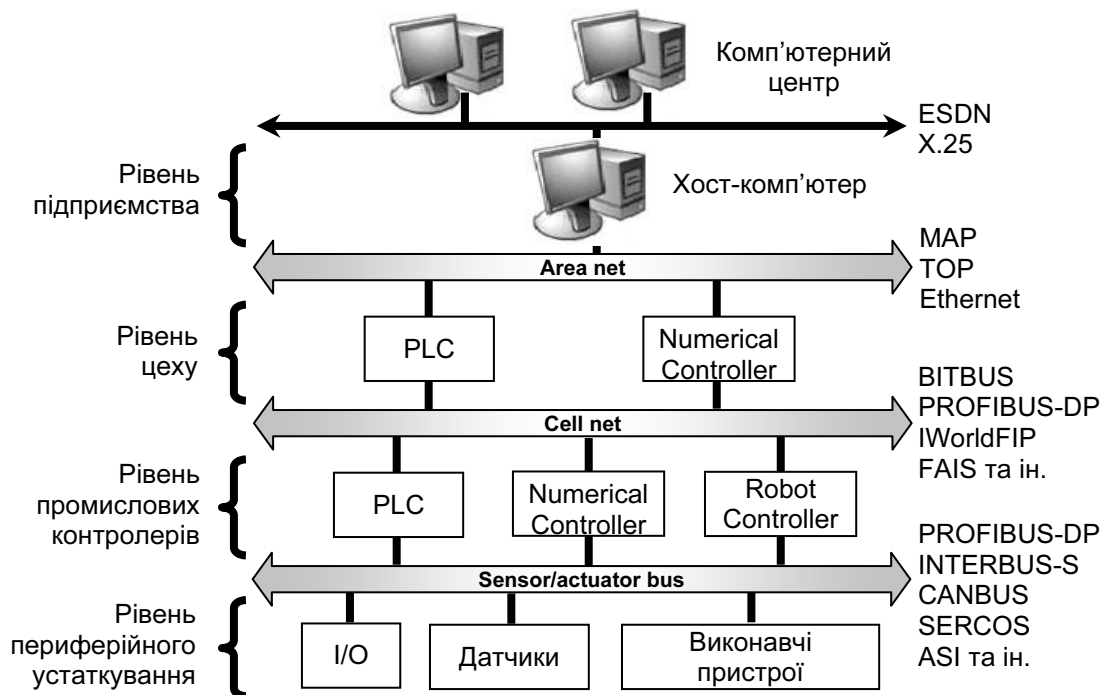 Комп’ютерний
центр
ESDN
X.25
Рівень
підприємства
Хост-комп’ютер
MAP
TOP
Ethernet
Area net
Рівень
цеху
PLC
Numerical
Controller
BITBUS
PROFIBUS-DP
IWorldFIP
FAIS та ін.
Cell net
Рівень
промислових
контролерів
PLC
Numerical
Controller
Robot
Controller
PROFIBUS-DP
INTERBUS-S
CANBUS
SERCOS
ASI та ін.
Sensor/actuator bus
Рівень
периферійного
устаткування
I/O
Датчики
Виконавчі
пристрої